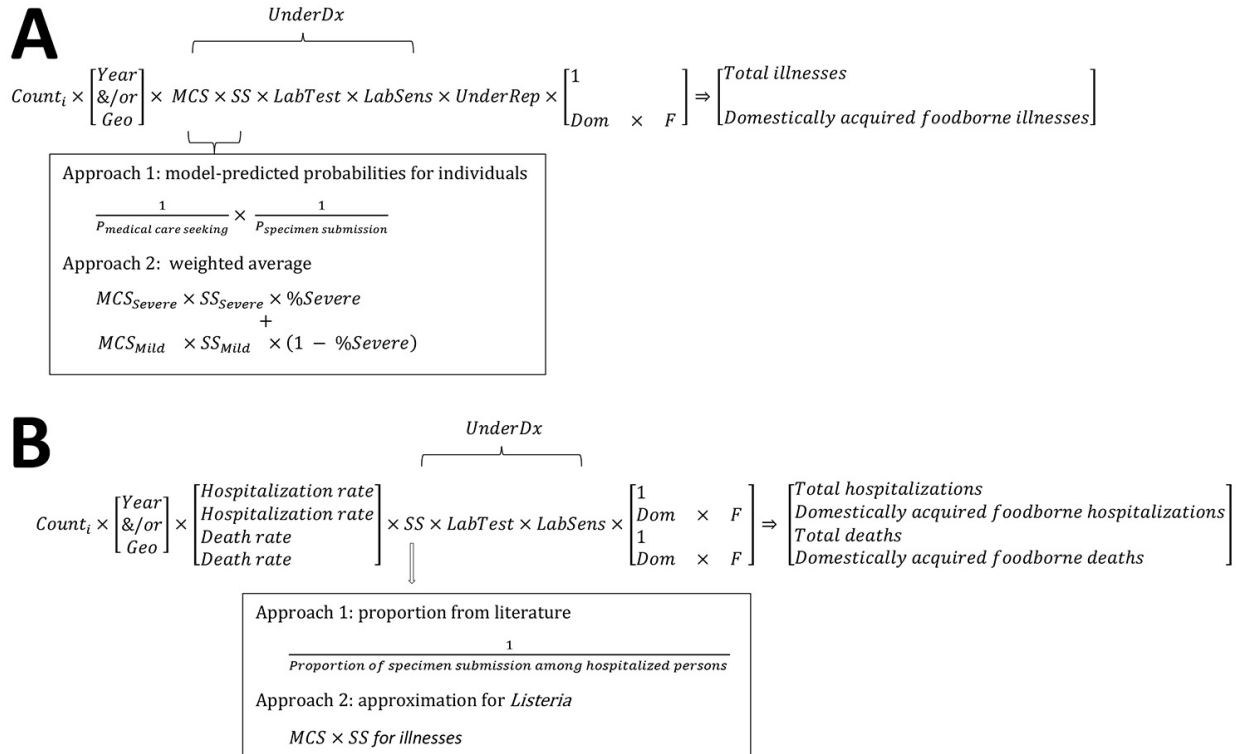 A
UnderDx
Count_i × [Year &/or Geo] × MCS × SS × LabTest × LabSens × UnderRep × [1 Dom × F] ⇒ [Total illnesses Domestically acquired foodborne illnesses]
Approach 1: model-predicted probabilities for individuals
1/P_medical care seeking × 1/P_specimen submission
Approach 2: weighted average
MCS_Severe × SS_Severe × %Severe
+
MCS_Mild × SS_Mild × (1 − %Severe)
B
UnderDx
Count_i × [Year &/or Geo] × [Hospitalization rate Hospitalization rate Death rate Death rate] × SS × LabTest × LabSens × [1 Dom × F 1 Dom × F] ⇒ [Total hospitalizations Domestically acquired foodborne hospitalizations Total deaths Domestically acquired foodborne deaths]
Approach 1: proportion from literature
1/Proportion of specimen submission among hospitalized persons
Approach 2: approximation for Listeria
MCS × SS for illnesses